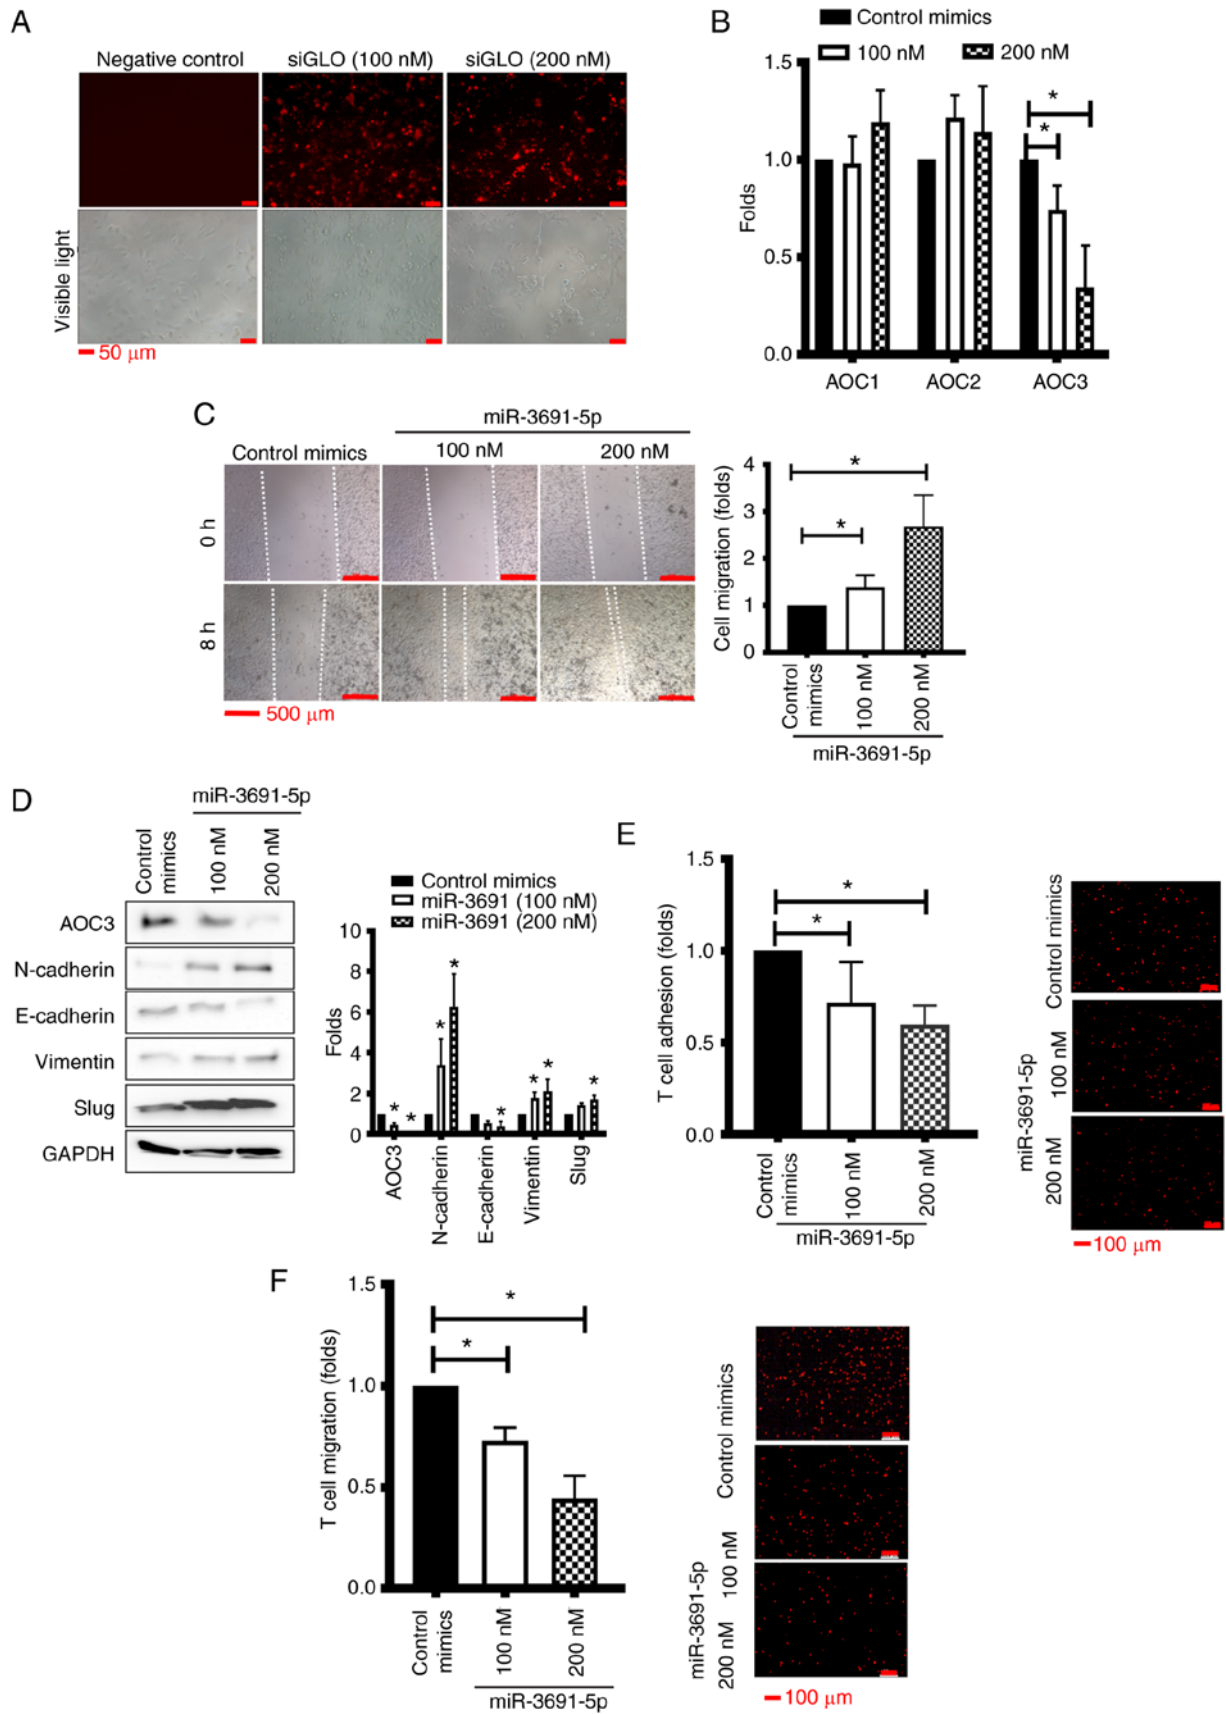 A
Negative control
siGLO (100 nM)
siGLO (200 nM)
Visible light
50 μm
B
Control mimics
100 nM
200 nM
1.5
1.0
0.5
0.0
Folds
*
*
AOC1
AOC2
AOC3
C
miR-3691-5p
Control mimics
100 nM
200 nM
0 h
8 h
500 μm
Cell migration (folds)
4
3
2
1
0
*
*
Control
mimics
100 nM
200 nM
miR-3691-5p
D
miR-3691-5p
Control
mimics
100 nM
200 nM
AOC3
N-cadherin
E-cadherin
Vimentin
Slug
GAPDH
Control mimics
miR-3691 (100 nM)
miR-3691 (200 nM)
Folds
10
8
6
4
2
0
*
*
*
*
*
*
*
*
AOC3
N-cadherin
E-cadherin
Vimentin
Slug
E
T cell adhesion (folds)
1.5
1.0
0.5
0.0
*
*
Control
mimics
100 nM
200 nM
miR-3691-5p
Control mimics
100 nM
200 nM
miR-3691-5p
100 μm
F
T cell migration (folds)
1.5
1.0
0.5
0.0
*
*
Control
mimics
100 nM
200 nM
miR-3691-5p
Control mimics
100 nM
200 nM
miR-3691-5p
100 μm